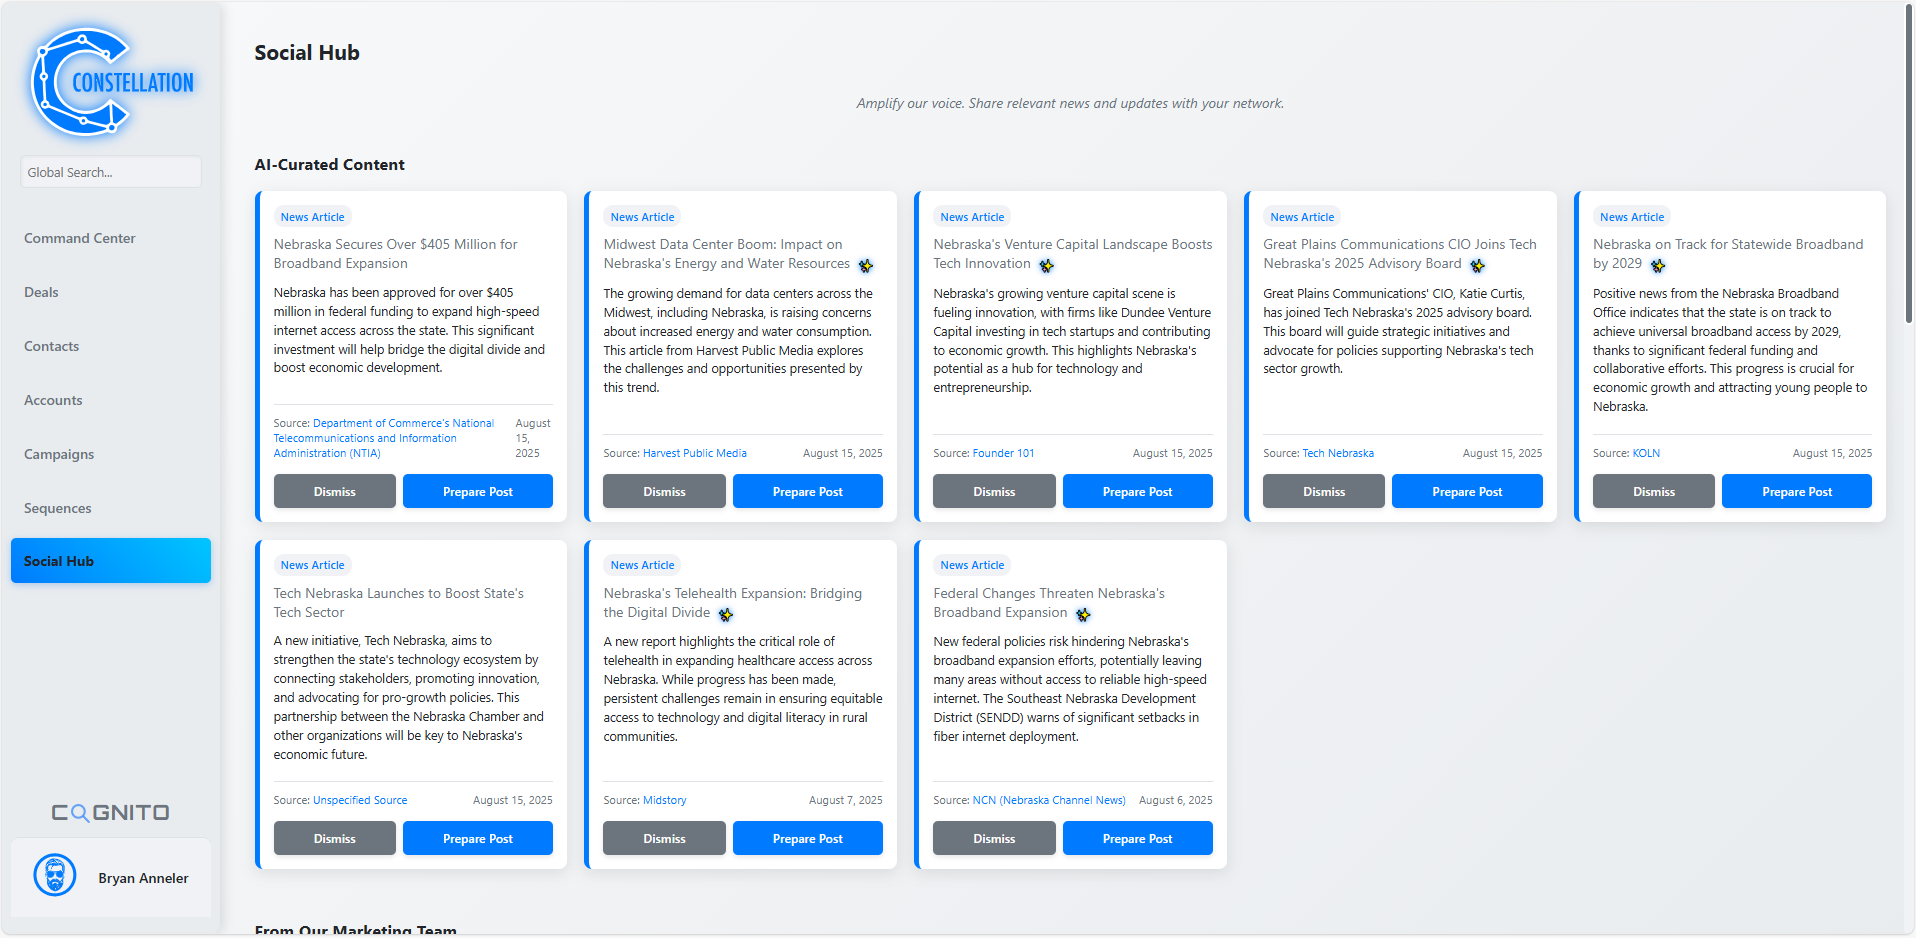 CONSTELLATION
Global Search...
Command Center
Deals
Contacts
Accounts
Campaigns
Sequences
Social Hub
COGNITO
Bryan Anneler
Social Hub
Amplify our voice. Share relevant news and updates with your network.
AI-Curated Content
News Article
Nebraska Secures Over $405 Million for
Broadband Expansion
Nebraska has been approved for over $405
million in federal funding to expand high-speed
internet access across the state. This significant
investment will help bridge the digital divide and
boost economic development.
Source: Department of Commerce's National
Telecommunications and Information
Administration (NTIA)
August
15,
2025
Dismiss
Prepare Post
News Article
Midwest Data Center Boom: Impact on
Nebraska's Energy and Water Resources
The growing demand for data centers across the
Midwest, including Nebraska, is raising concerns
about increased energy and water consumption.
This article from Harvest Public Media explores
the challenges and opportunities presented by
this trend.
Source: Harvest Public Media
August 15, 2025
Dismiss
Prepare Post
News Article
Nebraska's Venture Capital Landscape Boosts
Tech Innovation
Nebraska's growing venture capital scene is
fueling innovation, with firms like Dundee Venture
Capital investing in tech startups and contributing
to economic growth. This highlights Nebraska's
potential as a hub for technology and
entrepreneurship.
Source: Founder 101
August 15, 2025
Dismiss
Prepare Post
News Article
Great Plains Communications CIO Joins Tech
Nebraska's 2025 Advisory Board
Great Plains Communications' CIO, Katie Curtis,
has joined Tech Nebraska's 2025 advisory board.
This board will guide strategic initiatives and
advocate for policies supporting Nebraska's tech
sector growth.
Source: Tech Nebraska
August 15, 2025
Dismiss
Prepare Post
News Article
Nebraska on Track for Statewide Broadband
by 2029
Positive news from the Nebraska Broadband
Office indicates that the state is on track to
achieve universal broadband access by 2029,
thanks to significant federal funding and
collaborative efforts. This progress is crucial for
economic growth and attracting young people to
Nebraska.
Source: KOLN
August 15, 2025
Dismiss
Prepare Post
News Article
Tech Nebraska Launches to Boost State's
Tech Sector
A new initiative, Tech Nebraska, aims to
strengthen the state's technology ecosystem by
connecting stakeholders, promoting innovation,
and advocating for pro-growth policies. This
partnership between the Nebraska Chamber and
other organizations will be key to Nebraska's
economic future.
Source: Unspecified Source
August 15, 2025
Dismiss
Prepare Post
News Article
Nebraska's Telehealth Expansion: Bridging
the Digital Divide
A new report highlights the critical role of
telehealth in expanding healthcare access across
Nebraska. While progress has been made,
persistent challenges remain in ensuring equitable
access to technology and digital literacy in rural
communities.
Source: Midstory
August 7, 2025
Dismiss
Prepare Post
News Article
Federal Changes Threaten Nebraska's
Broadband Expansion
New federal policies risk hindering Nebraska's
broadband expansion efforts, potentially leaving
many areas without access to reliable high-speed
internet. The Southeast Nebraska Development
District (SENDD) warns of significant setbacks in
fiber internet deployment.
Source: NCN (Nebraska Channel News)
August 6, 2025
Dismiss
Prepare Post
From Our Marketing Team